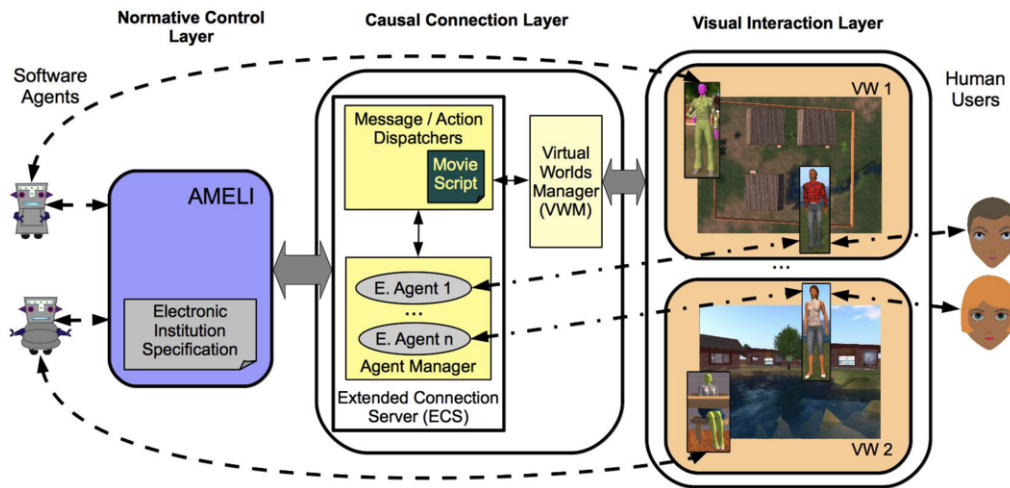 Normative Control
Layer
Causal Connection Layer
Visual Interaction Layer
Software
Agents
Human
Users
AMELI
Electronic
Institution
Specification
Message / Action
Dispatchers
Movie
Script
Virtual
Worlds
Manager
(VWM)
E. Agent 1
...
E. Agent n
Agent Manager
Extended Connection
Server (ECS)
VW 1
...
VW 2